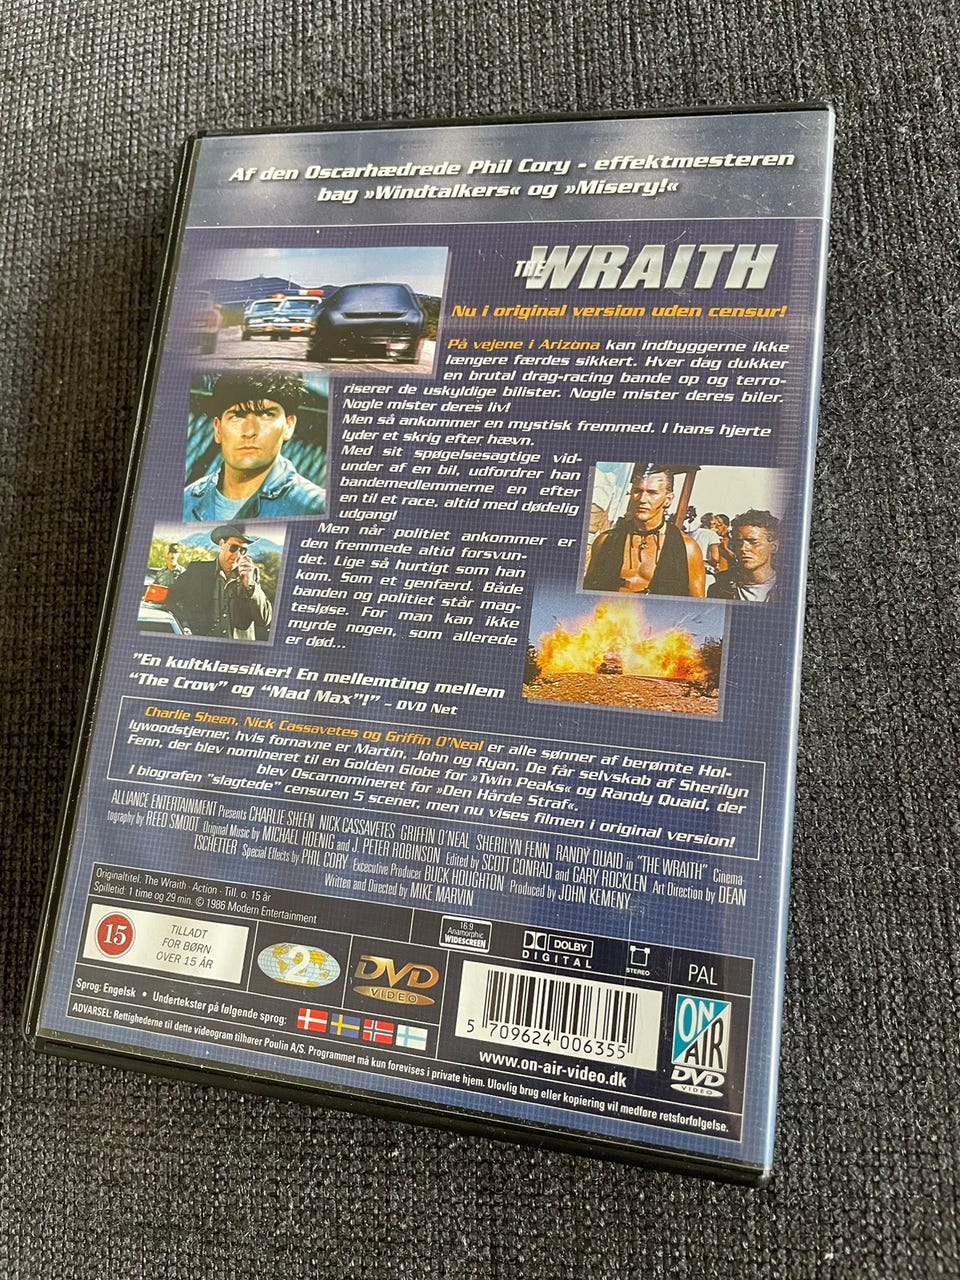 Af den Oscarhædrede Phil Cory - effektmesteren
bag »Windtalkers« og »Misery!«
THE WRAITH
Nu i original version uden censur!
På vejene i Arizona kan indbyggerne ikke
længere færdes sikkert. Hver dag dukker
en brutal drag-racing bande op og terro-
riserer de uskyldige bilister. Nogle mister deres biler.
Nogle mister deres liv!
Men så ankommer en mystisk fremmed. I hans hjerte
lyder et skrig efter hævn.
Med sit spøgelsesagtige vid-
under af en bil, udfordrer han
bandemedlemmerne en efter
en til et race, altid med dødelig
udgang!
Men når politiet ankommer er
den fremmede altid forsvun-
det. Lige så hurtigt som han
kom. Som et genfærd. Både
banden og politiet står mag-
tesløse. For man kan ikke
myrde nogen, som allerede
er død...
"En kultklassiker! En mellemting mellem
"The Crow" og "Mad Max"!" - DVD Net
Charlie Sheen, Nick Cassavetes og Griffin O'Neal er alle sønner af berømte Hol-
lywoodstjerner, hvis fornavne er Martin, John og Ryan. De får selvskab af Sherilyn
Fenn, der blev nomineret til en Golden Globe for »Twin Peaks« og Randy Quaid, der
blev Oscarnomineret for »Den Hårde Straf«.
I biografen "slagtede" censuren 5 scener, men nu vises filmen i original version!
ALLIANCE ENTERTAINMENT Presents CHARLIE SHEEN NICK CASSAVETES GRIFFIN O'NEAL SHERILYN FENN RANDY QUAID in "THE WRAITH" Cinema-
tography by REED SMOOT Original Music by MICHAEL HOENIG and J. PETER ROBINSON Edited by SCOTT CONRAD and GARY ROCKLEN Art Direction by DEAN
TSCHETTER Special Effects by PHIL CORY Excecutive Producer BUCK HOUGHTON Produced by JOHN KEMENY
Written and Directed by MIKE MARVIN
Originaltitel: The Wraith · Action · Till. o. 15 år
Spilletid: 1 time og 29 min. © 1986 Modern Entertainment
15
TILLADT
FOR BØRN
OVER 15 ÅR
2
DVD
VIDEO
16:9
Anamorphic
WIDESCREEN
DOLBY
DIGITAL
STEREO
PAL
Sprog: Engelsk • Undertekster på følgende sprog:
5 709624 006355
www.on-air-video.dk
ON
AIR
DVD
VIDEO
ADVARSEL: Rettighederne til dette videogram tilhører Poulin A/S. Programmet må kun forevises i private hjem. Ulovlig brug eller kopiering vil medføre retsforfølgelse.